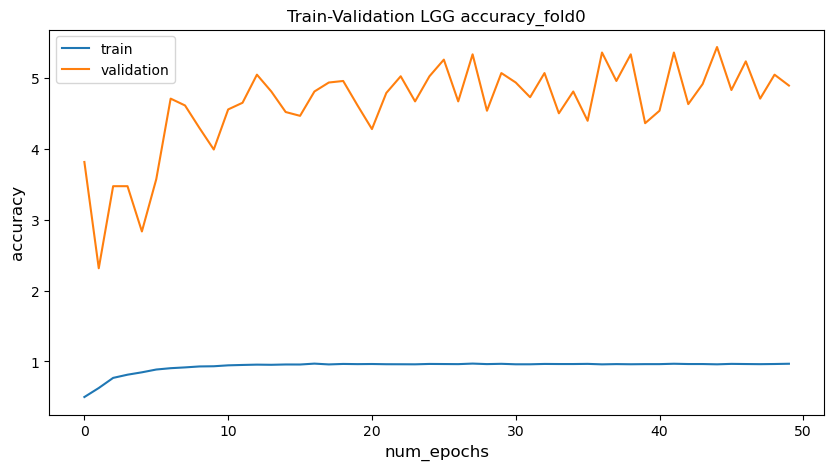 Train-Validation LGG accuracy_fold0
train
validation
accuracy
5
4
3
2
1
0 10 20 30 40 50
num_epochs